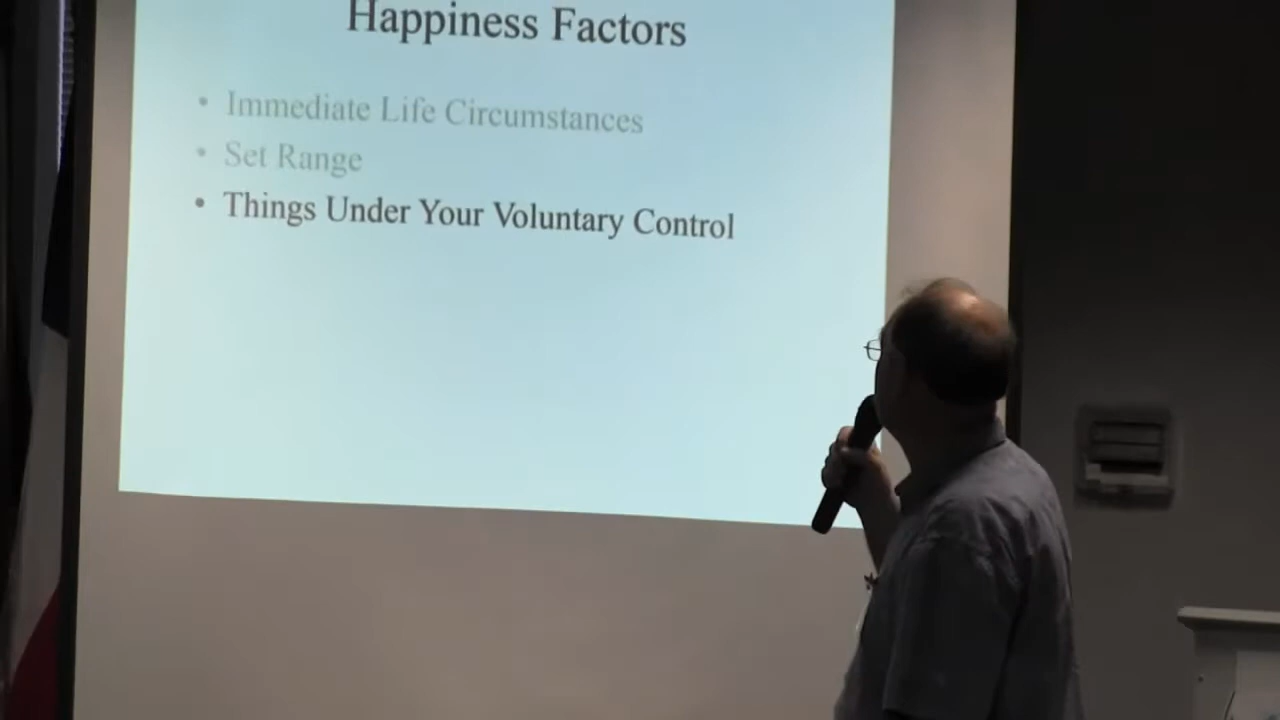 Happiness Factors
• Immediate Life Circumstances
• Set Range
• Things Under Your Voluntary Control